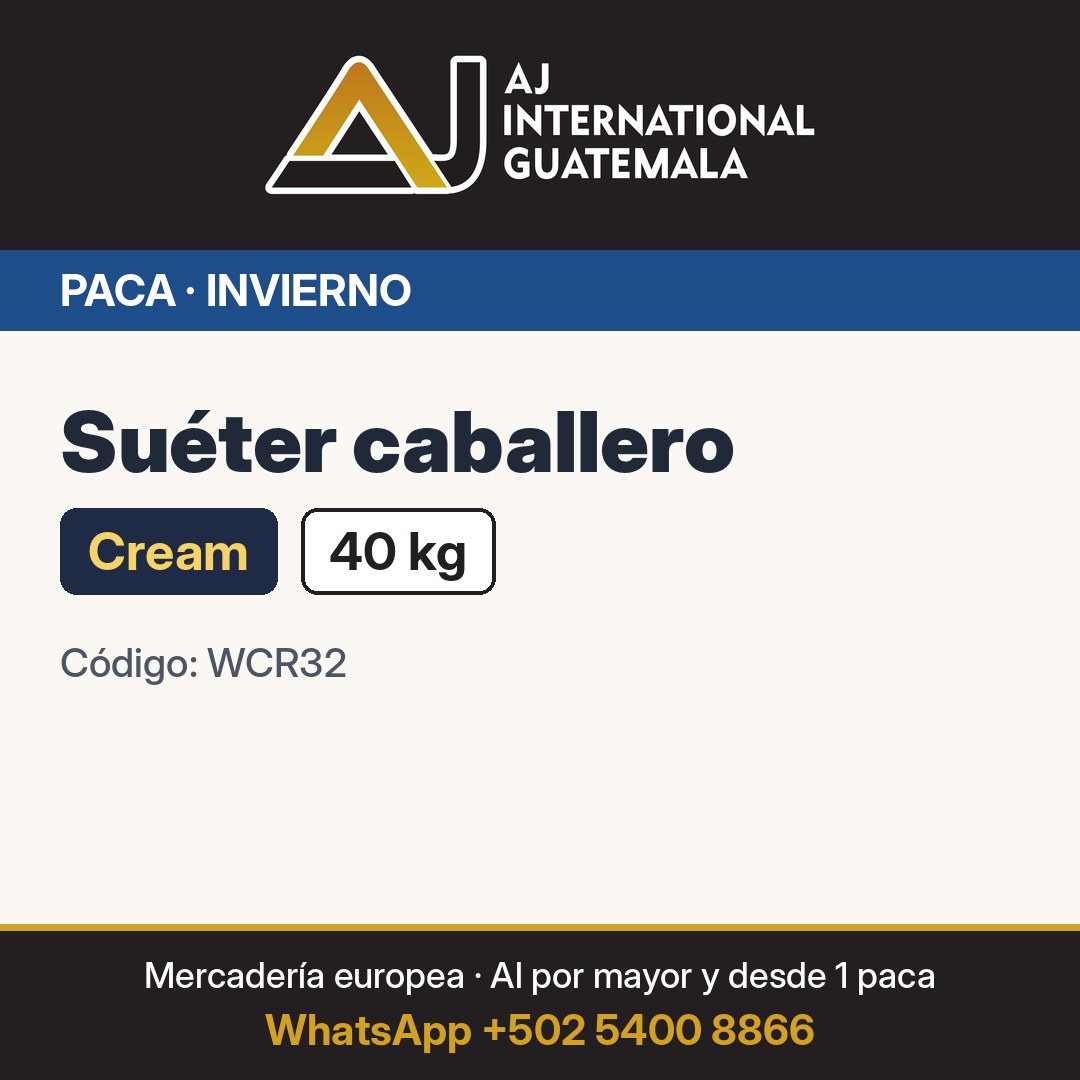 AJ
AJ
INTERNATIONAL
GUATEMALA
PACA · INVIERNO
Suéter caballero
Cream
40 kg
Código: WCR32
Mercadería europea · Al por mayor y desde 1 paca
WhatsApp +502 5400 8866